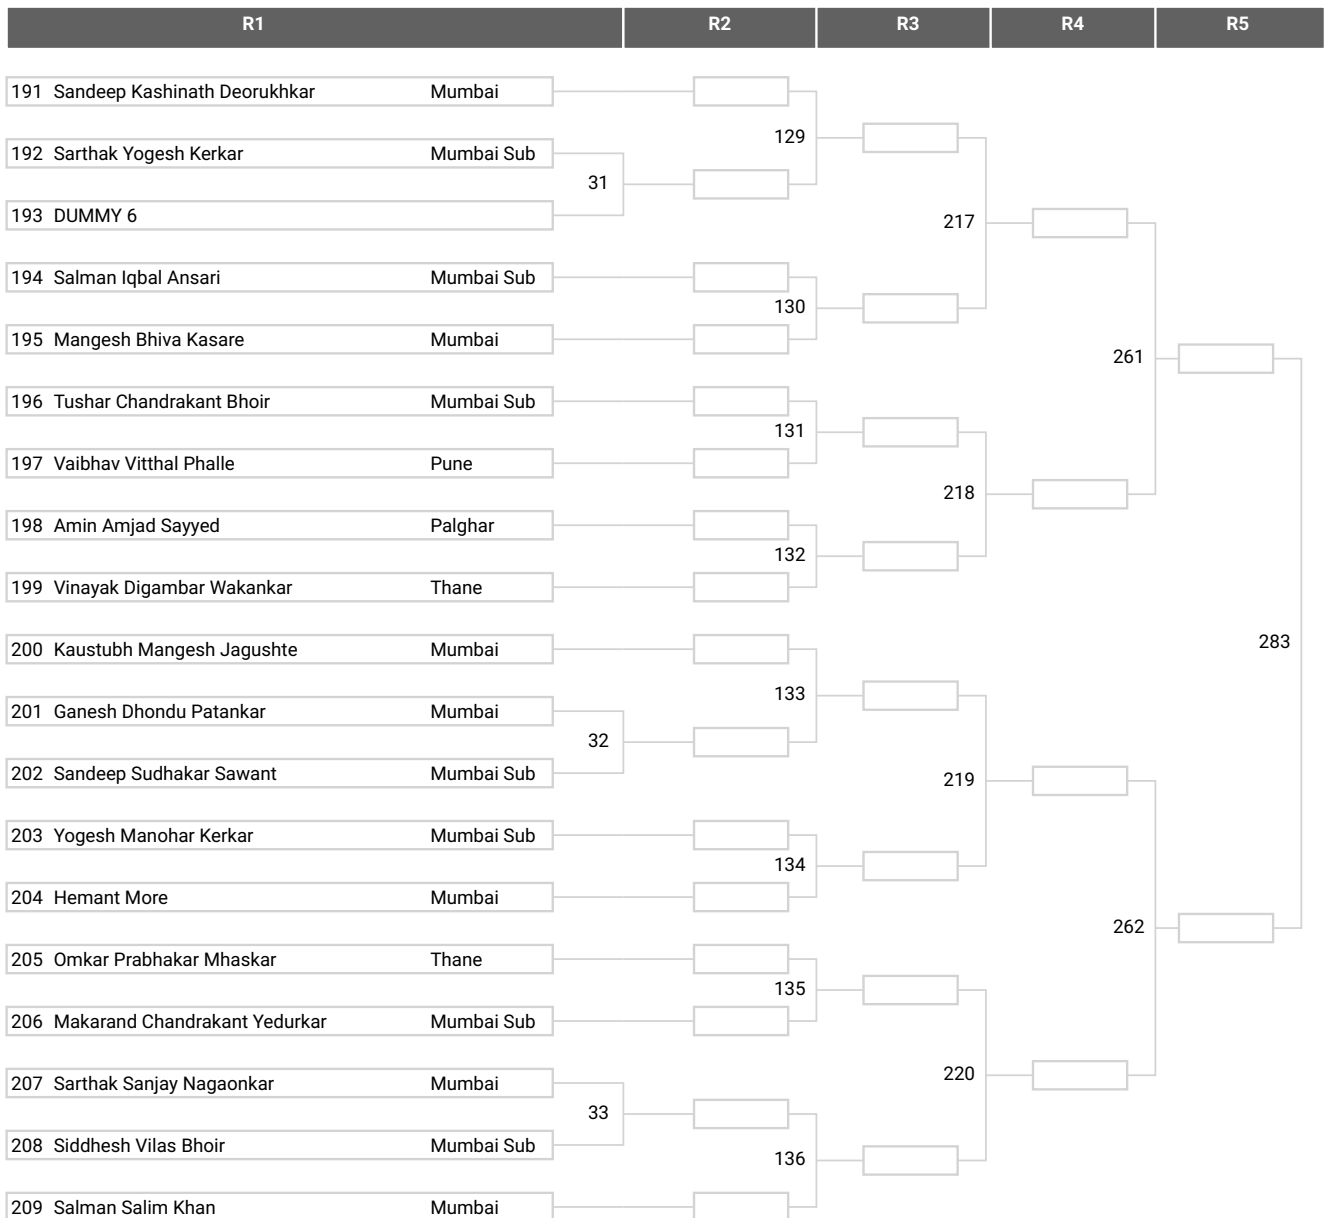 R1 R2 R3 R4 R5
191 Sandeep Kashinath Deorukhkar Mumbai
129
192 Sarthak Yogesh Kerkar Mumbai Sub
31
193 DUMMY 6
217
194 Salman Iqbal Ansari Mumbai Sub
130
195 Mangesh Bhiva Kasare Mumbai
261
196 Tushar Chandrakant Bhoir Mumbai Sub
131
197 Vaibhav Vitthal Phalle Pune
218
198 Amin Amjad Sayyed Palghar
132
199 Vinayak Digambar Wakankar Thane
283
200 Kaustubh Mangesh Jagushte Mumbai
133
201 Ganesh Dhondu Patankar Mumbai
32
202 Sandeep Sudhakar Sawant Mumbai Sub
219
203 Yogesh Manohar Kerkar Mumbai Sub
134
204 Hemant More Mumbai
262
205 Omkar Prabhakar Mhaskar Thane
135
206 Makarand Chandrakant Yedurkar Mumbai Sub
220
207 Sarthak Sanjay Nagaonkar Mumbai
33
208 Siddhesh Vilas Bhoir Mumbai Sub
136
209 Salman Salim Khan Mumbai